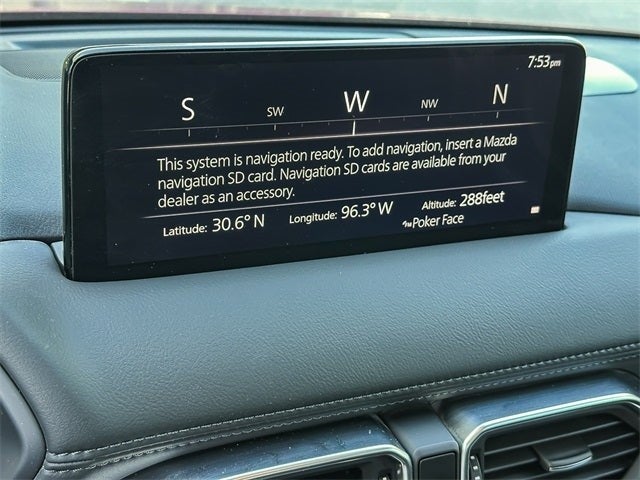 7:53pm
S SW W NW N
This system is navigation ready. To add navigation, insert a Mazda
navigation SD card. Navigation SD cards are available from your
dealer as an accessory.
Latitude: 30.6° N Longitude: 96.3° W Altitude: 288feet
Poker Face